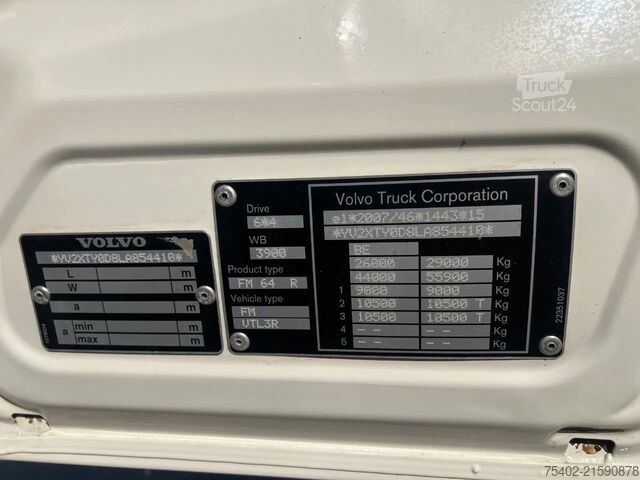 Truck
Scout24
VOLVO
*YV2XTY0D8LA854410*
L m
W m
a m
a min m
max m
Drive
6*4
WB
3900
Product type
FM 64 R
Vehicle type
FM
VTL3R
Volvo Truck Corporation
e1*2007/46*1443*15
*YV2XTY0D8LA854410*
BE
26000 29000 Kg
44000 55900 Kg
1 9000 9000 Kg
2 10500 10500 T Kg
3 10500 10500 T Kg
4 -- -- Kg
5 -- -- Kg
22351037
75402-21590878